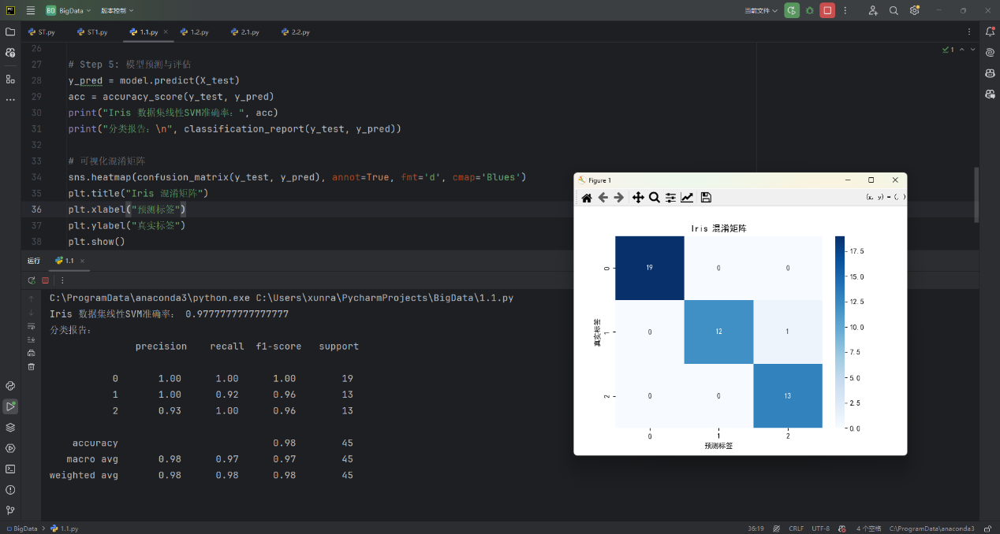 PC
BD BigData
版本控制
当前文件
ST.py
ST1.py
1.1.py
1.2.py
2.1.py
2.2.py
1
26
27 # Step 5: 模型预测与评估
28 y_pred = model.predict(X_test)
29 acc = accuracy_score(y_test, y_pred)
30 print("Iris 数据集线性SVM准确率：", acc)
31 print("分类报告：\n", classification_report(y_test, y_pred))
32
33 # 可视化混淆矩阵
34 sns.heatmap(confusion_matrix(y_test, y_pred), annot=True, fmt='d', cmap='Blues')
35 plt.title("Iris 混淆矩阵")
36 plt.xlabel("预测标签")
37 plt.ylabel("真实标签")
38 plt.show()
运行
1.1
C:\ProgramData\anaconda3\python.exe C:\Users\xunra\PycharmProjects\BigData\1.1.py
Iris 数据集线性SVM准确率： 0.9777777777777777
分类报告：
precision recall f1-score support
0 1.00 1.00 1.00 19
1 1.00 0.92 0.96 13
2 0.93 1.00 0.96 13
accuracy 0.98 45
macro avg 0.98 0.97 0.97 45
weighted avg 0.98 0.98 0.98 45
Figure 1
(x, y) = (, )
Iris 混淆矩阵
0 19 0 0
1 0 12 1
2 0 0 13
0 1 2
预测标签
真实标签
17.5
15.0
12.5
10.0
7.5
5.0
2.5
0.0
BigData
1.1.py
36:19
CRLF
UTF-8
4 个空格
C:\ProgramData\anaconda3